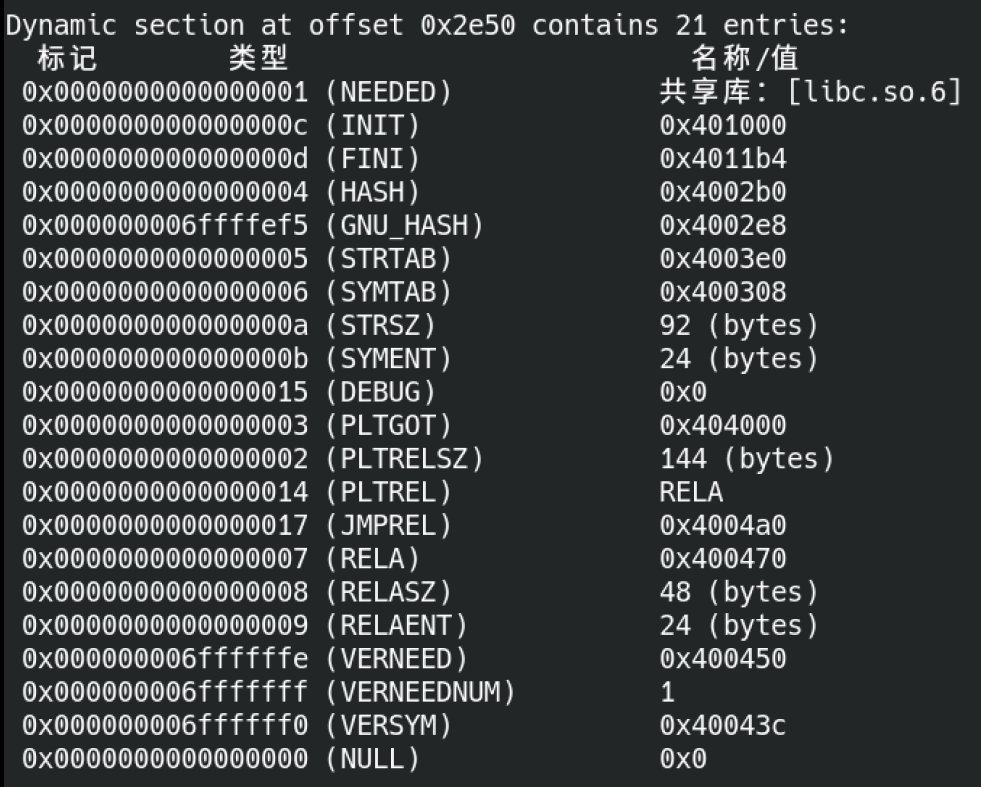 Dynamic section at offset 0x2e50 contains 21 entries:
标记 类型 名称/值
0x0000000000000001 (NEEDED) 共享库：[libc.so.6]
0x000000000000000c (INIT) 0x401000
0x000000000000000d (FINI) 0x4011b4
0x0000000000000004 (HASH) 0x4002b0
0x000000006ffffef5 (GNU_HASH) 0x4002e8
0x0000000000000005 (STRTAB) 0x4003e0
0x0000000000000006 (SYMTAB) 0x400308
0x000000000000000a (STRSZ) 92 (bytes)
0x000000000000000b (SYMENT) 24 (bytes)
0x0000000000000015 (DEBUG) 0x0
0x0000000000000003 (PLTGOT) 0x404000
0x0000000000000002 (PLTRELSZ) 144 (bytes)
0x0000000000000014 (PLTREL) RELA
0x0000000000000017 (JMPREL) 0x4004a0
0x0000000000000007 (RELA) 0x400470
0x0000000000000008 (RELASZ) 48 (bytes)
0x0000000000000009 (RELAENT) 24 (bytes)
0x000000006ffffffe (VERNEED) 0x400450
0x000000006fffffff (VERNEEDNUM) 1
0x000000006ffffff0 (VERSYM) 0x40043c
0x0000000000000000 (NULL) 0x0